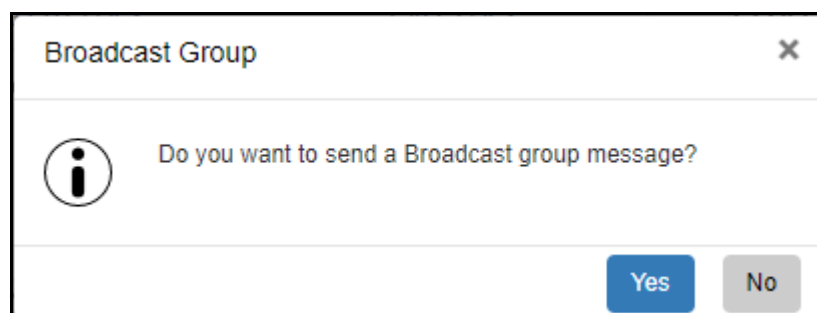 Broadcast Group
×
Do you want to send a Broadcast group message?
Yes
No